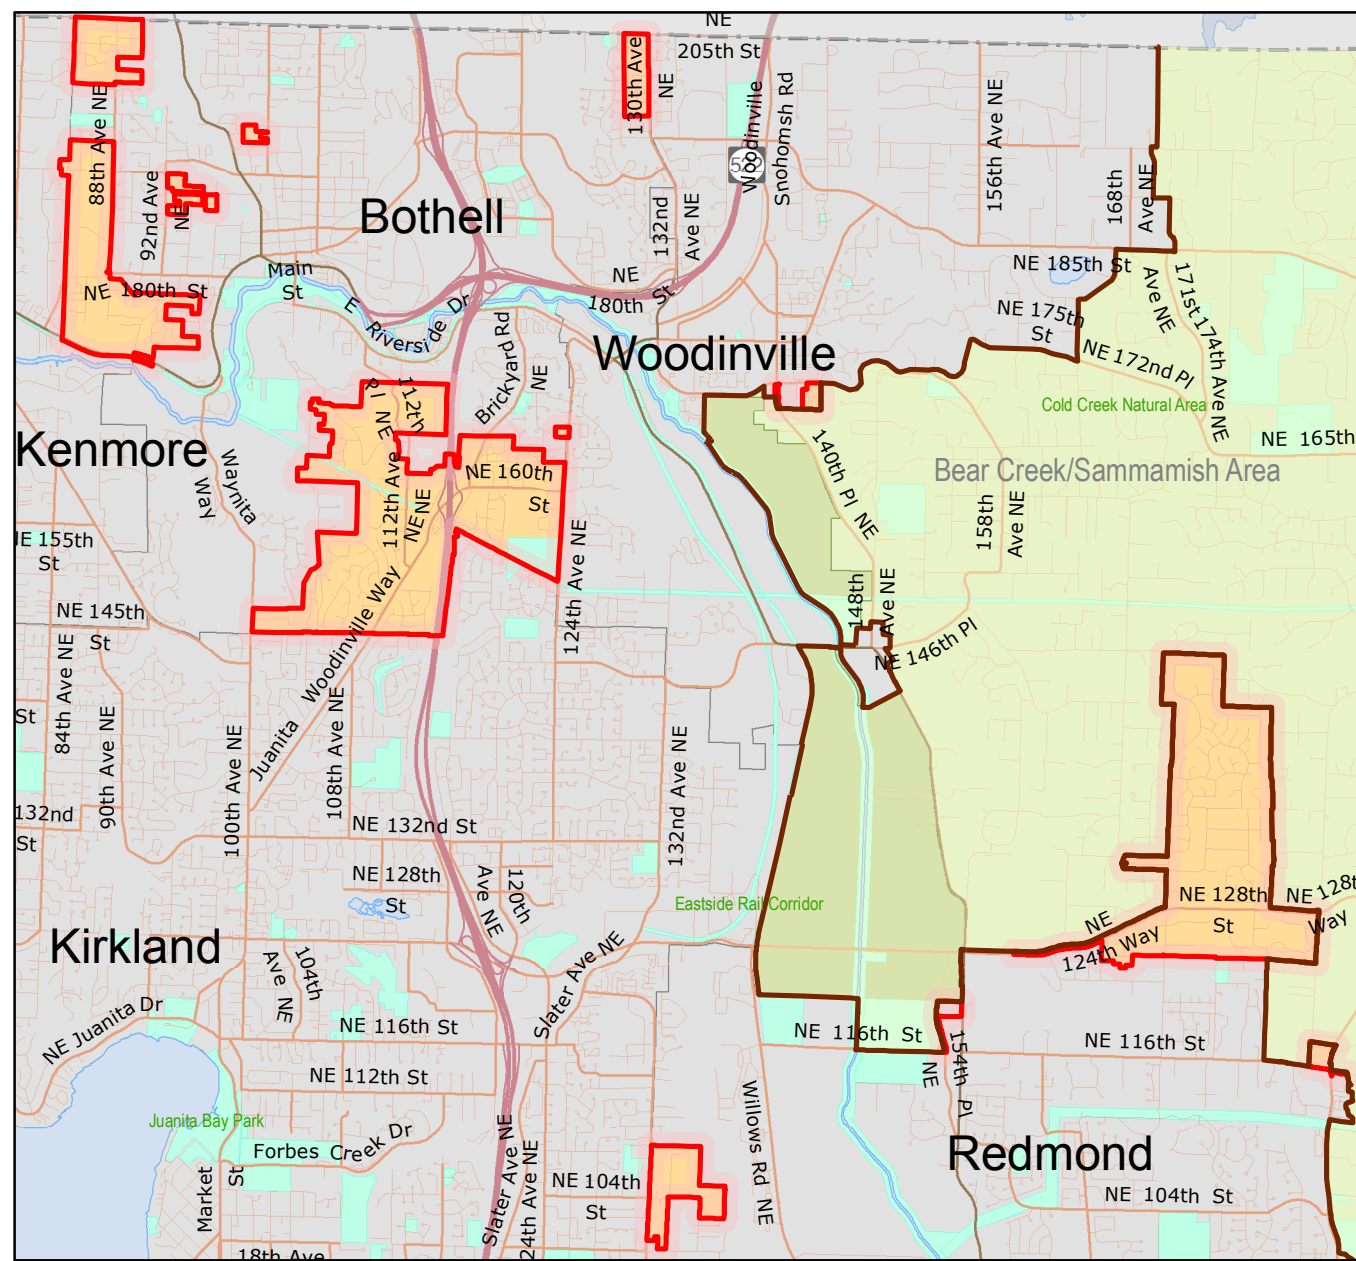 NE
205th St
130th Ave
NE
Woodinville
Snohomsh Rd
522
88th Ave NE
92nd Ave
NE
Bothell
132nd
Ave NE
156th Ave NE
168th
Ave NE
NE 185th St
Main
St
NE 180th St
NE
180th St
E Riverside Dr
171st
Ave NE
174th Ave NE
NE 175th
St
NE 172nd Pl
Woodinville
Brickyard Rd
NE
112th
Pl NE
Cold Creek Natural Area
NE 165th
Kenmore
Waynita
Way
140th Pl NE
Bear Creek/Sammamish Area
NE 160th
St
112th Ave
NE
NE
158th
Ave NE
NE 155th
St
124th Ave NE
148th
Ave NE
NE 145th
St
NE 146th Pl
Juanita Woodinville Way
84th Ave NE
St
90th Ave NE
100th Ave NE
108th Ave NE
132nd Ave NE
132nd
St
NE 132nd St
NE 128th
St
120th
Ave NE
NE 128th
St
NE 128t
Way
Eastside Rail Corridor
NE
124th Way
Kirkland
104th
Ave NE
Slater Ave NE
NE Juanita Dr
NE 116th St
NE 116th St
NE 116th St
154th Pl
NE
NE 112th St
Juanita Bay Park
Forbes Creek Dr
Willows Rd NE
Redmond
Market
St
Slater Ave NE
24th Ave NE
NE 104th
St
NE 104th St
18th Ave